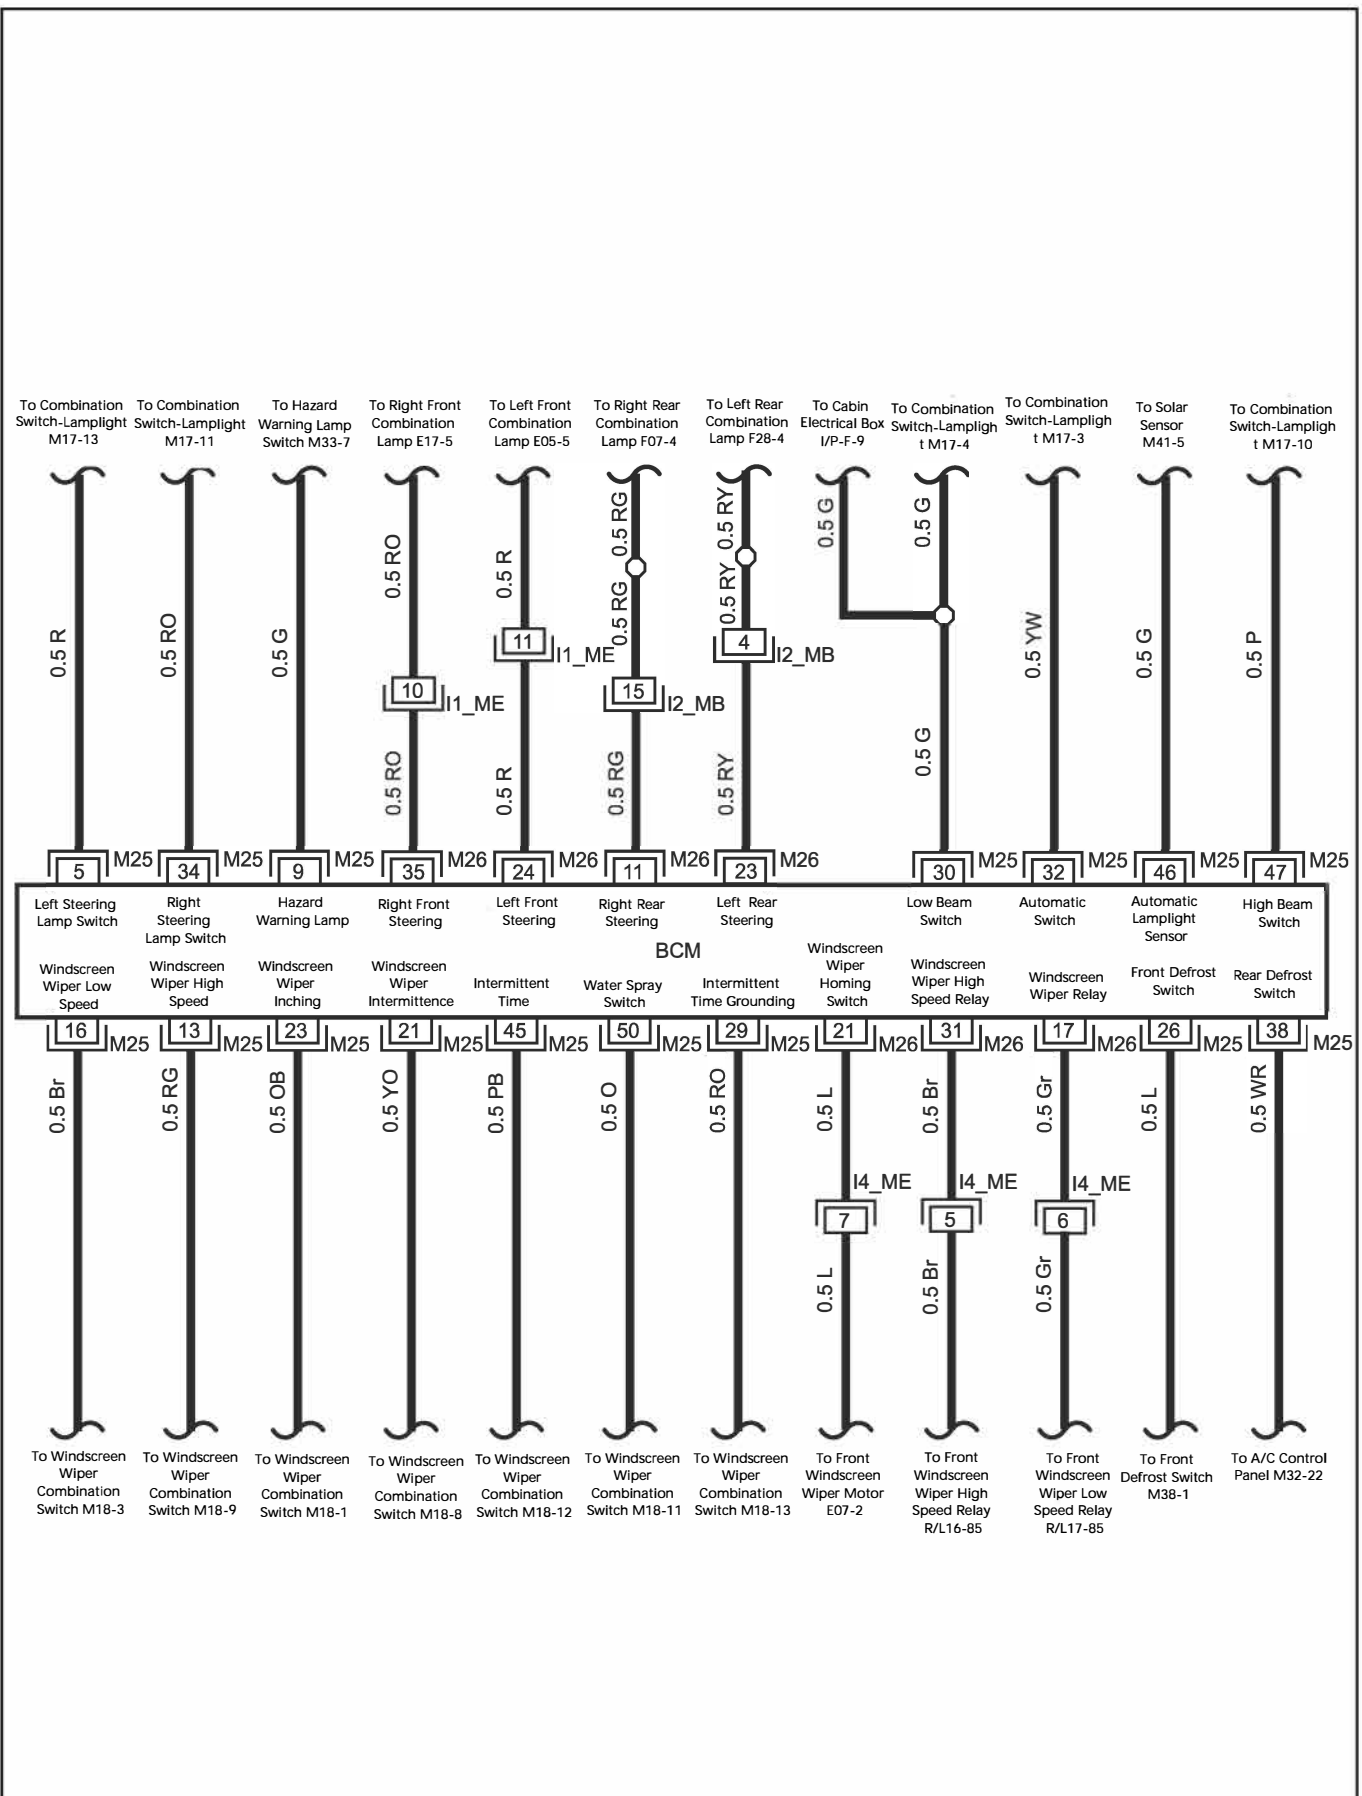 To Combination
Switch-Lamplight
M17-13
To Combination
Switch-Lamplight
M17-11
To Hazard
Warning Lamp
Switch M33-7
To Right Front
Combination
Lamp E17-5
To Left Front
Combination
Lamp E05-5
To Right Rear
Combination
Lamp F07-4
To Left Rear
Combination
Lamp F28-4
To Cabin
Electrical Box
I/P-F-9
To Combination
Switch-Lampligh
t M17-4
To Combination
Switch-Lampligh
t M17-3
To Solar
Sensor
M41-5
To Combination
Switch-Lampligh
t M17-10
0.5 R
0.5 RO
0.5 G
0.5 RO
0.5 R
0.5 RG
0.5 RY
0.5 G
0.5 G
0.5 RG
0.5 RY
0.5 YW
0.5 G
0.5 P
10
I1_ME
11
I1_ME
15
I2_MB
4
I2_MB
0.5 RO
0.5 R
0.5 RG
0.5 RY
0.5 G
5
M25
34
M25
9
M25
35
M26
24
M26
11
M26
23
M26
30
M25
32
M25
46
M25
47
M25
Left Steering
Lamp Switch
Right
Steering
Lamp Switch
Hazard
Warning Lamp
Right Front
Steering
Left Front
Steering
Right Rear
Steering
Left Rear
Steering
Low Beam
Switch
Automatic
Switch
Automatic
Lamplight
Sensor
High Beam
Switch
BCM
Windscreen
Wiper Low
Speed
Windscreen
Wiper High
Speed
Windscreen
Wiper
Inching
Windscreen
Wiper
Intermittence
Intermittent
Time
Water Spray
Switch
Intermittent
Time Grounding
Windscreen
Wiper
Homing
Switch
Windscreen
Wiper High
Speed Relay
Windscreen
Wiper Relay
Front Defrost
Switch
Rear Defrost
Switch
16
M25
13
M25
23
M25
21
M25
45
M25
50
M25
29
M25
21
M26
31
M26
17
M26
26
M25
38
M25
0.5 Br
0.5 RG
0.5 OB
0.5 YO
0.5 PB
0.5 O
0.5 RO
0.5 L
0.5 Br
0.5 Gr
0.5 L
0.5 WR
I4_ME
7
I4_ME
5
I4_ME
6
0.5 L
0.5 Br
0.5 Gr
To Windscreen
Wiper
Combination
Switch M18-3
To Windscreen
Wiper
Combination
Switch M18-9
To Windscreen
Wiper
Combination
Switch M18-1
To Windscreen
Wiper
Combination
Switch M18-8
To Windscreen
Wiper
Combination
Switch M18-12
To Windscreen
Wiper
Combination
Switch M18-11
To Windscreen
Wiper
Combination
Switch M18-13
To Front
Windscreen
Wiper Motor
E07-2
To Front
Windscreen
Wiper High
Speed Relay
R/L16-85
To Front
Windscreen
Wiper Low
Speed Relay
R/L17-85
To Front
Defrost Switch
M38-1
To A/C Control
Panel M32-22